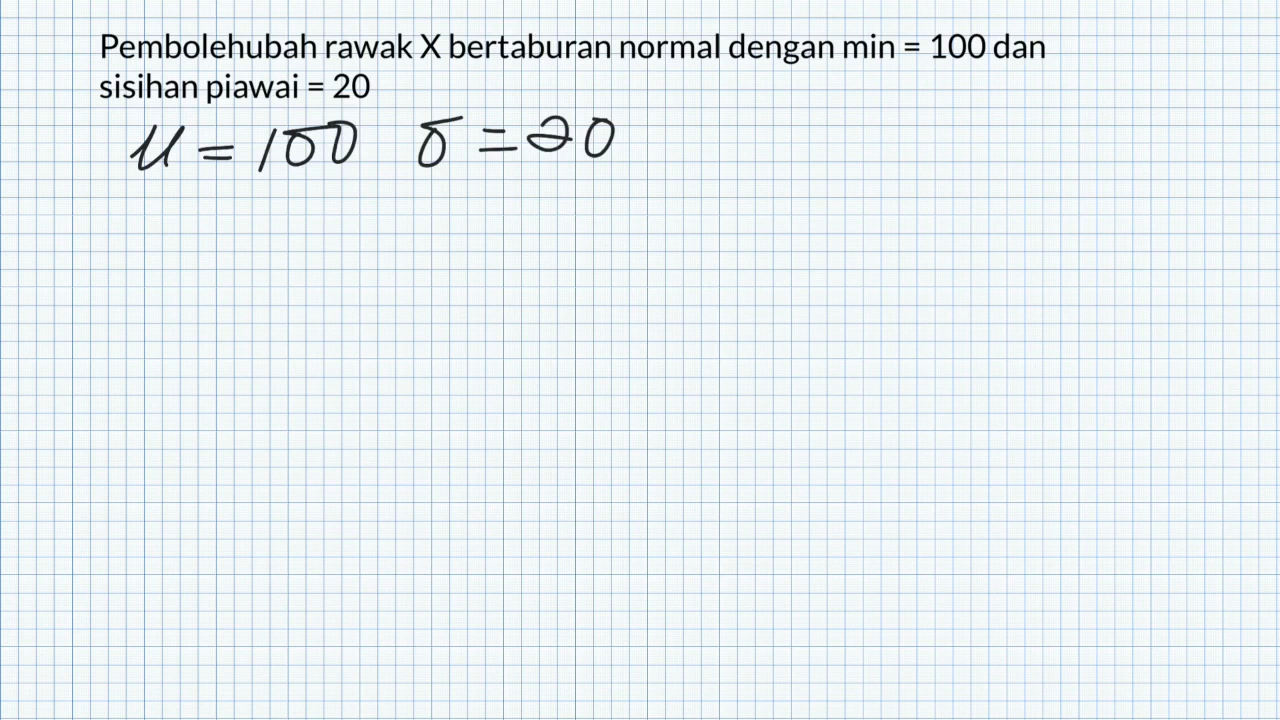 Pembolehubah rawak X bertaburan normal dengan min = 100 dan
sisihan piawai = 20
μ = 100 σ = 20